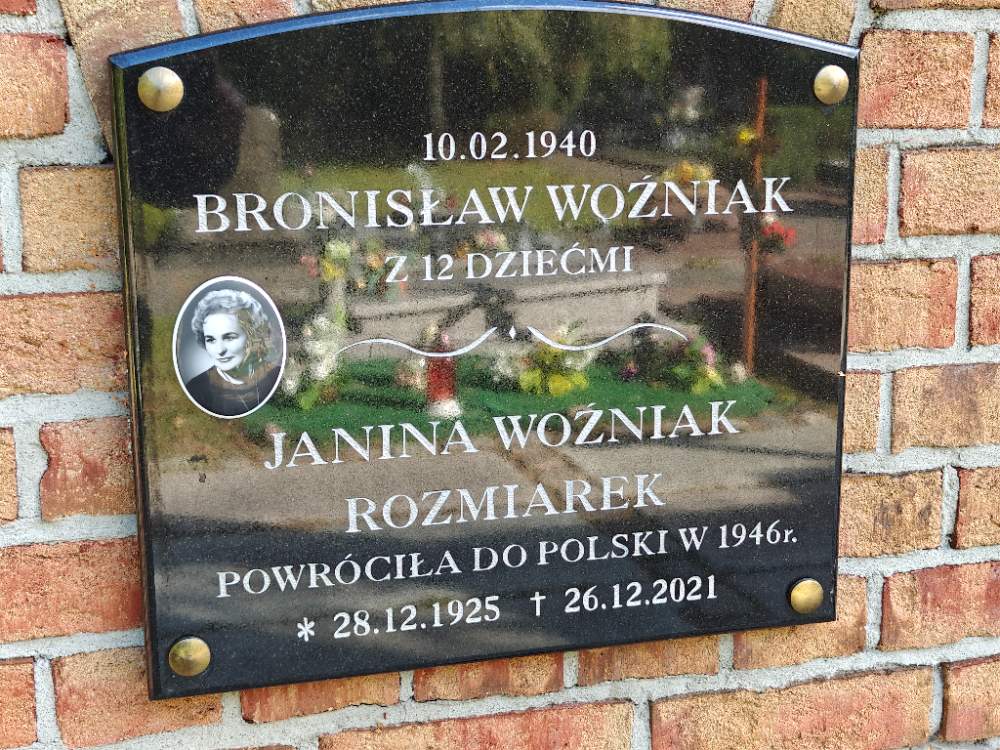 10.02.1940
BRONISŁAW WOŹNIAK
Z 12 DZIEĆMI
JANINA WOŹNIAK
ROZMIAREK
POWRÓCIŁA DO POLSKI W 1946r.
* 28.12.1925 † 26.12.2021